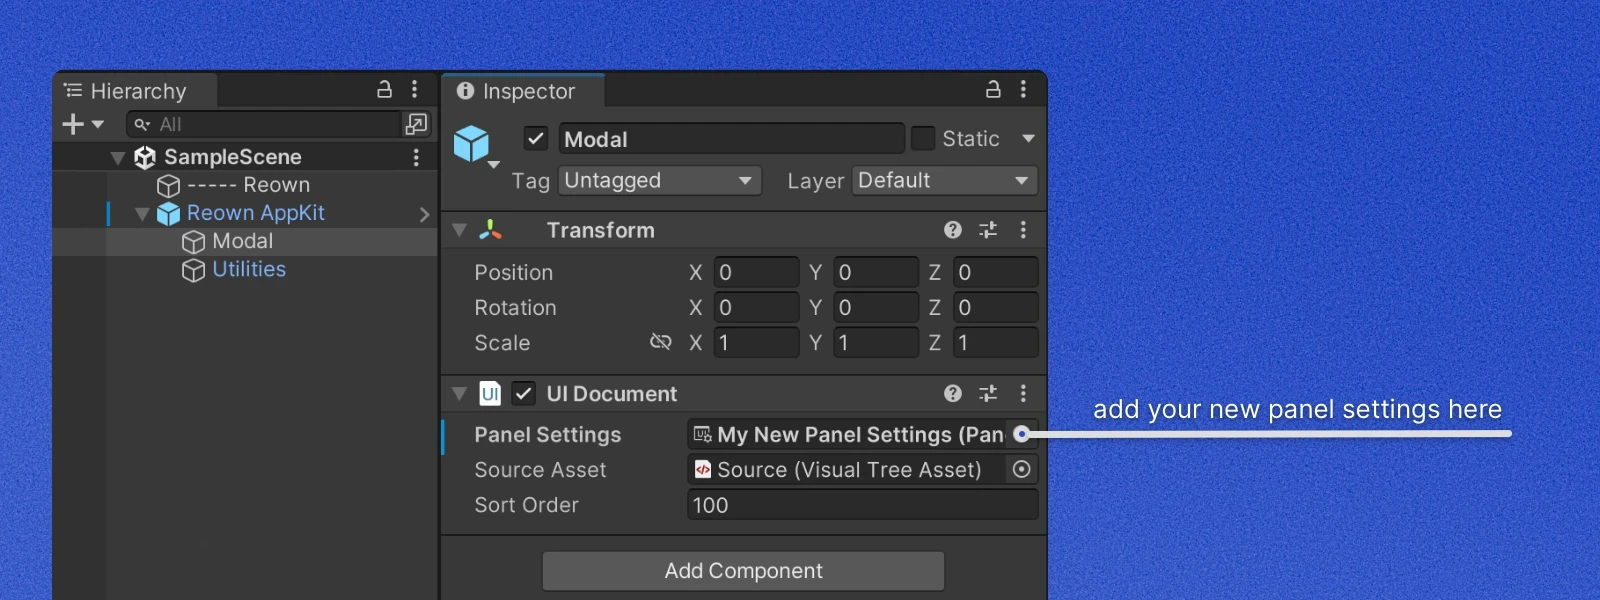 Hierarchy
All
SampleScene
----- Reown
Reown AppKit
Modal
Utilities
Inspector
Modal
Static
Tag Untagged Layer Default
Transform
Position X 0 Y 0 Z 0
Rotation X 0 Y 0 Z 0
Scale X 1 Y 1 Z 1
UI UI Document
Panel Settings My New Panel Settings (Pan
Source Asset Source (Visual Tree Asset)
Sort Order 100
Add Component
add your new panel settings here